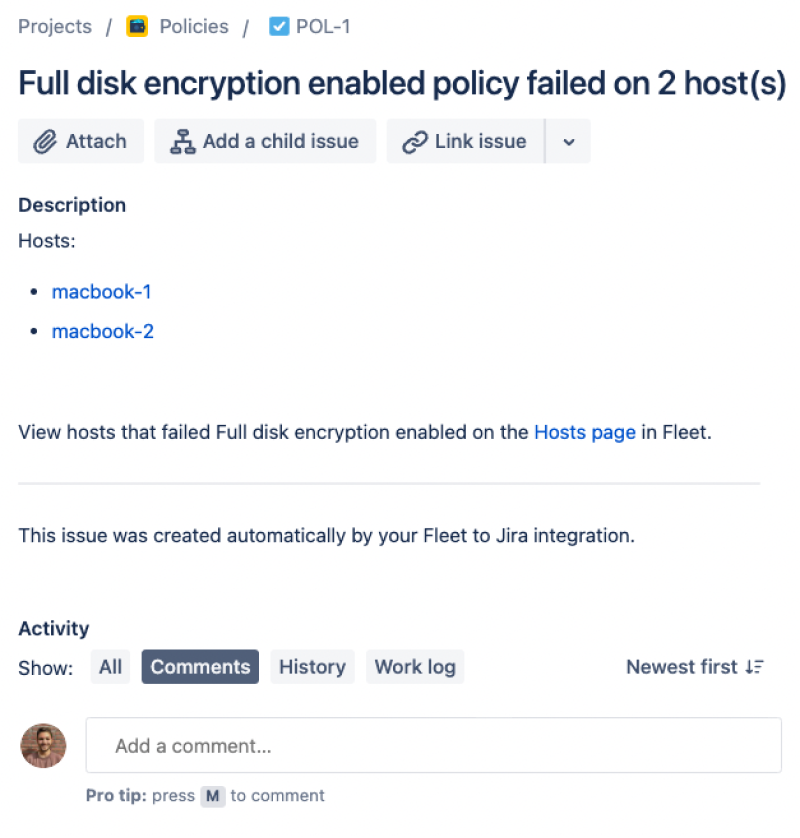 Projects / Policies / POL-1
Full disk encryption enabled policy failed on 2 host(s)
Attach Add a child issue Link issue
Description
Hosts:
• macbook-1
• macbook-2
View hosts that failed Full disk encryption enabled on the Hosts page in Fleet.
This issue was created automatically by your Fleet to Jira integration.
Activity
Show: All Comments History Work log Newest first
Add a comment...
Pro tip: press M to comment